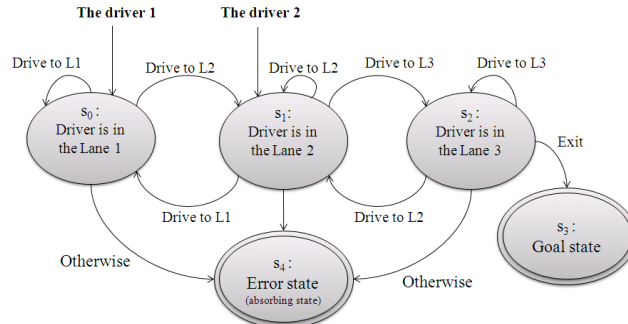 The driver 1
The driver 2
Drive to L1
Drive to L2
Drive to L2
Drive to L3
Drive to L3
s0:
Driver is in
the Lane 1
s1:
Driver is in
the Lane 2
s2:
Driver is in
the Lane 3
Exit
Drive to L1
Drive to L2
s3:
Goal state
Otherwise
s4:
Error state
(absorbing state)
Otherwise